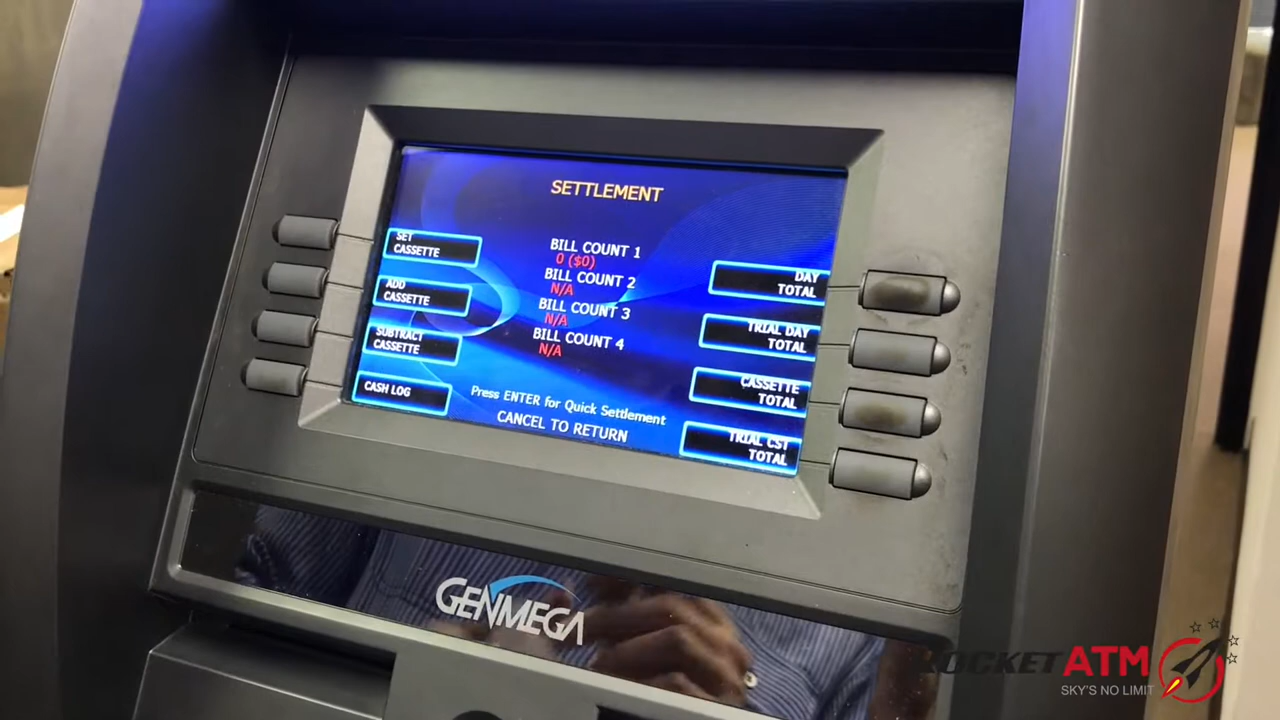 SETTLEMENT
SET
CASSETTE
ADD
CASSETTE
SUBTRACT
CASSETTE
CASH LOG
BILL COUNT 1
0 ($0)
BILL COUNT 2
N/A
BILL COUNT 3
N/A
BILL COUNT 4
N/A
Press ENTER for Quick Settlement
CANCEL TO RETURN
DAY
TOTAL
TRIAL DAY
TOTAL
CASSETTE
TOTAL
TRIAL CST
TOTAL
GENMEGA
ROCKETATM
SKY'S NO LIMIT